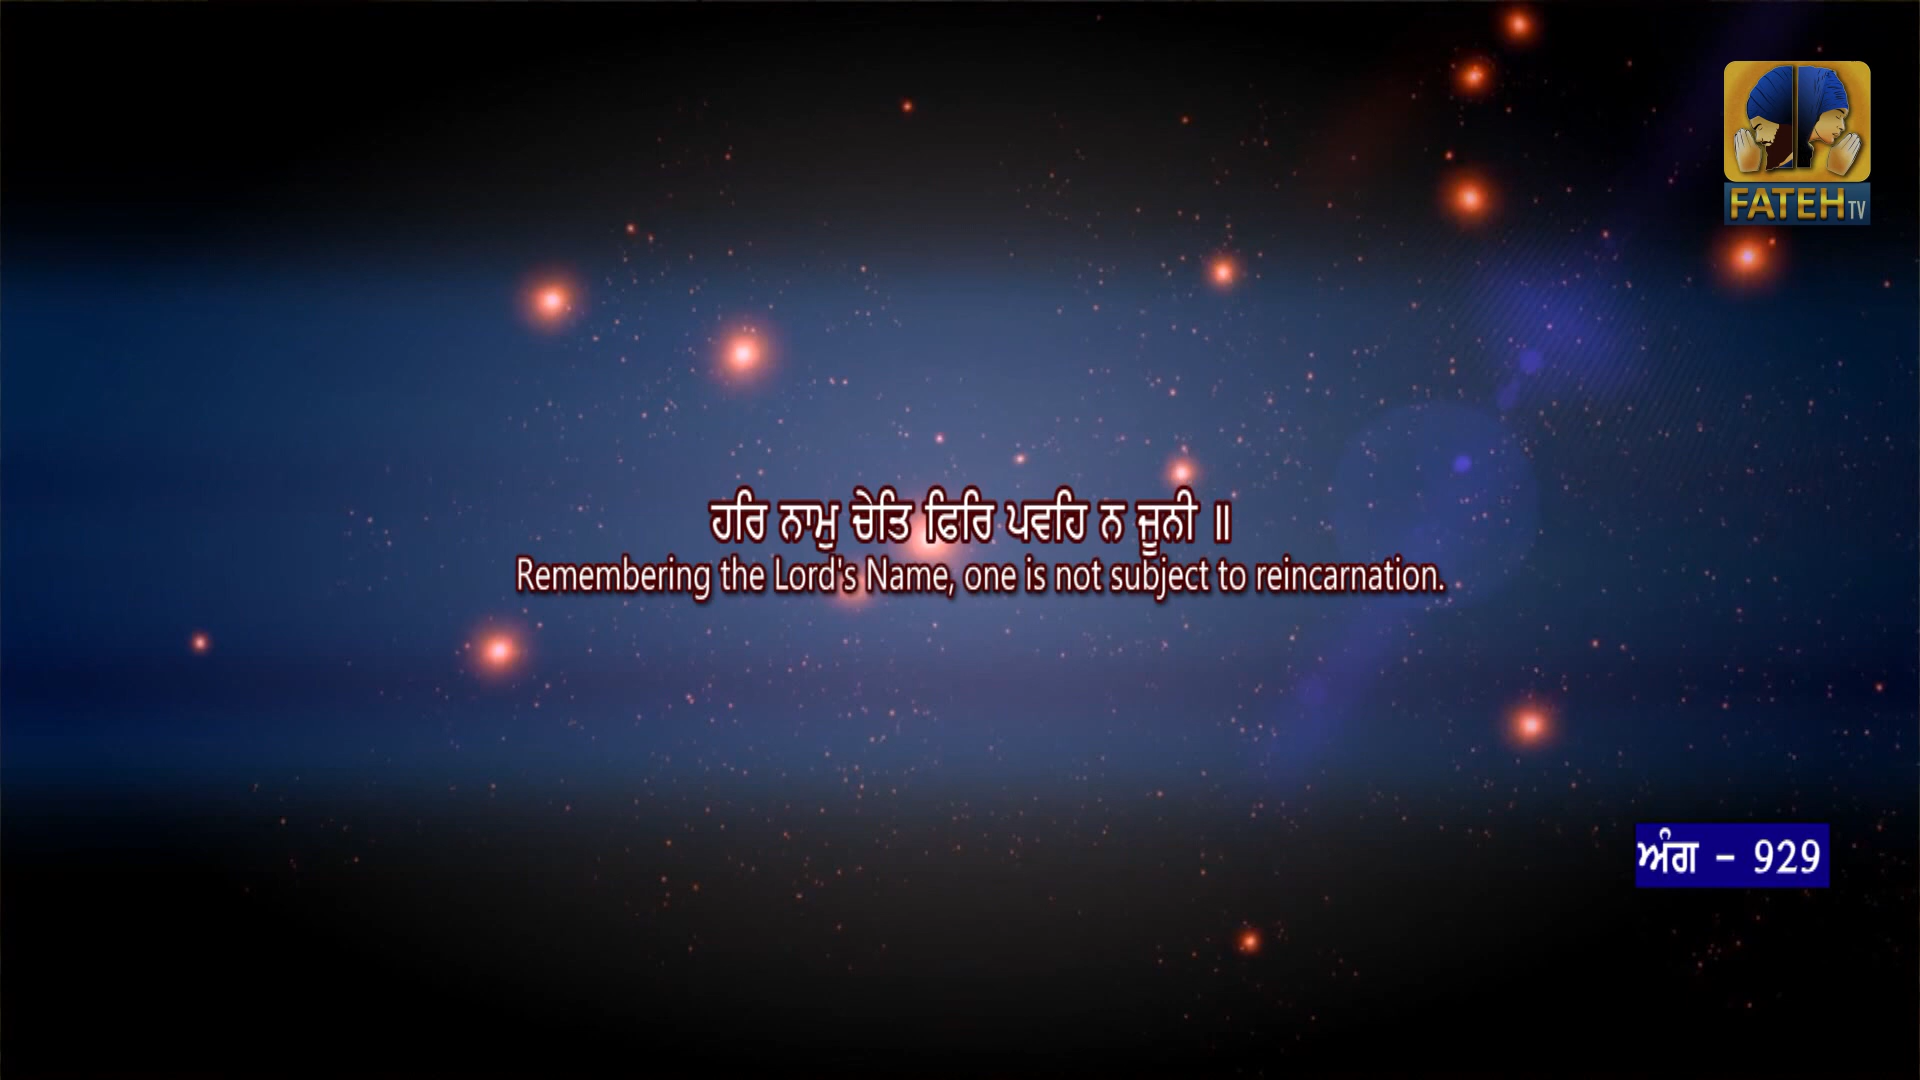 FATEH TV
ਹਰਿ ਨਾਮੁ ਚੇਤਿ ਫਿਰਿ ਪਵਹਿ ਨ ਜੂਨੀ ॥
Remembering the Lord's Name, one is not subject to reincarnation.
ਅੰਗ - 929